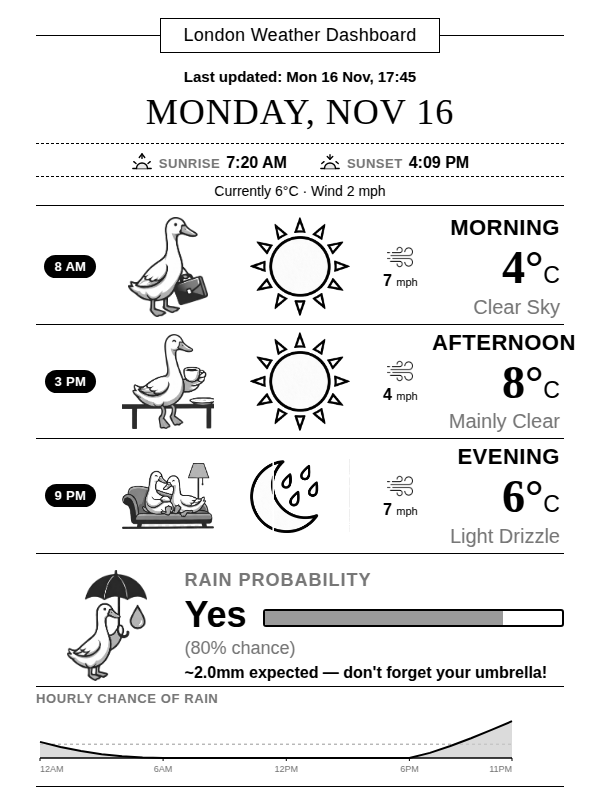 London Weather Dashboard
Last updated: Mon 16 Nov, 17:45
MONDAY, NOV 16
SUNRISE 7:20 AM SUNSET 4:09 PM
Currently 6°C · Wind 2 mph
MORNING
8 AM
7 mph
4°C
Clear Sky
AFTERNOON
3 PM
4 mph
8°C
Mainly Clear
EVENING
9 PM
7 mph
6°C
Light Drizzle
RAIN PROBABILITY
Yes
(80% chance)
~2.0mm expected — don't forget your umbrella!
HOURLY CHANCE OF RAIN
12AM 6AM 12PM 6PM 11PM